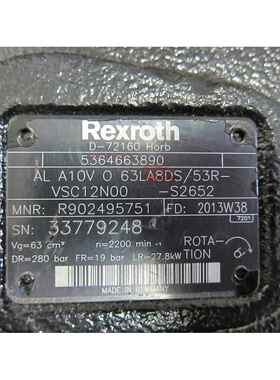 Rexroth
D-72160 Horb
5364663890
AL A10V O 63LA8DS/53R-
VSC12N00 -S2652
MNR: R902495751 FD: 2013W38
7201
SN: 33779248
Vg=63 cm³ n=2200 min⁻¹ ROTA-
TION
DR=280 bar FR=19 bar LR=27.8kW
MADE IN GERMANY